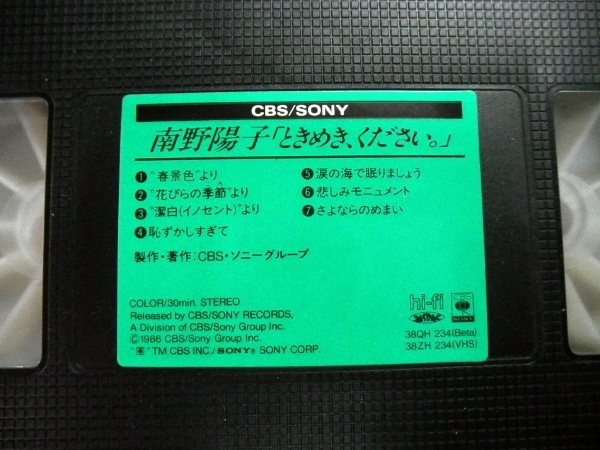 CBS/SONY
南野陽子「ときめき、ください。」
❶“春景色”より
❷“花びらの季節”より
❸“潔白(イノセント)”より
❹恥ずかしすぎて
❺涙の海で眠りましょう
❻悲しみモニュメント
❼さよならのめまい
製作・著作:CBS・ソニーグループ
COLOR/30min. STEREO
Released by CBS/SONY RECORDS,
A Division of CBS/Sony Group Inc.
Ⓒ1986 CBS/Sony Group Inc.
TM CBS INC./SONY® SONY CORP.
hi-fi
CBS
SONY
38QH 234(Beta)
38ZH 234(VHS)